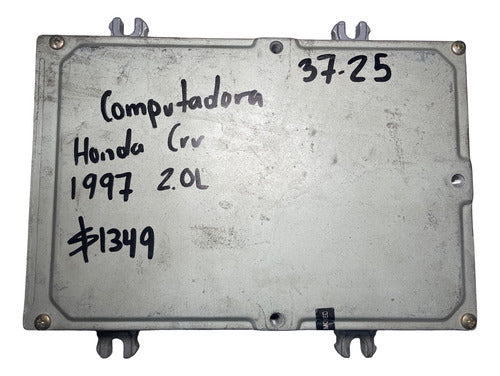 37-25
Computadora
Honda Crv
1997 2.0L
$1349